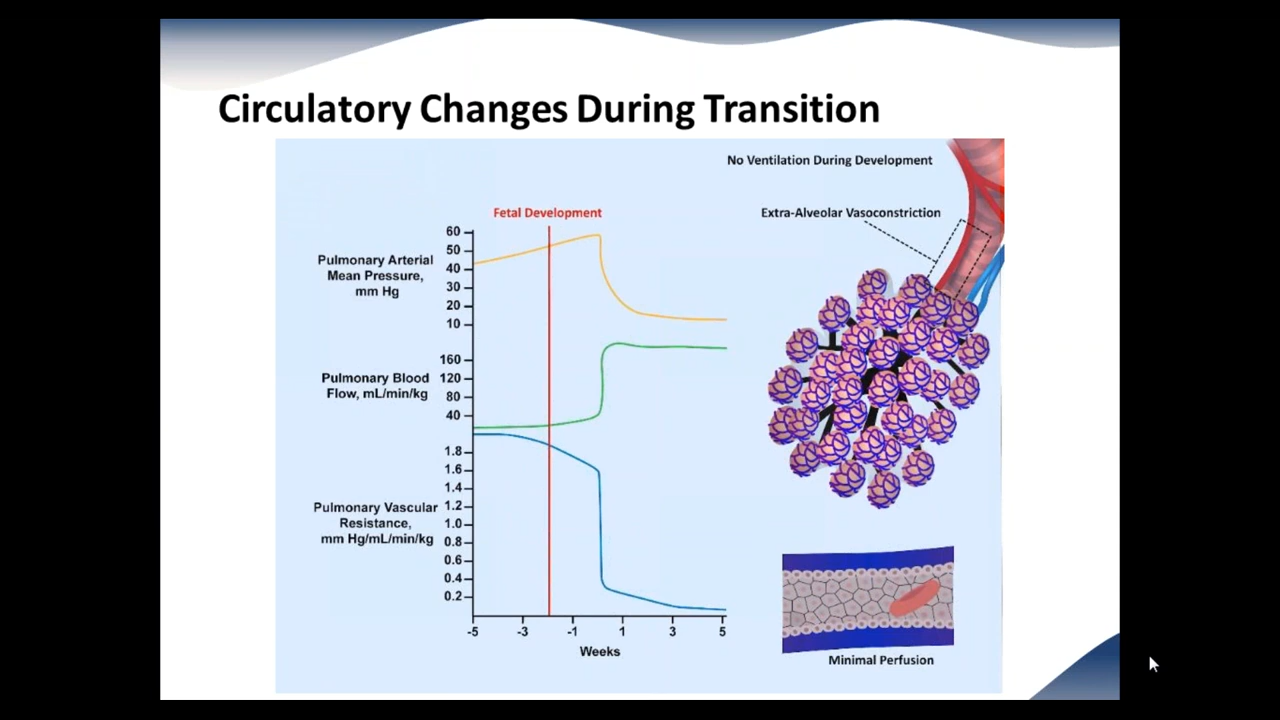 Circulatory Changes During Transition
No Ventilation During Development
Fetal Development
Extra-Alveolar Vasoconstriction
Pulmonary Arterial
Mean Pressure,
mm Hg
60
50
40
30
20
10
Pulmonary Blood
Flow, mL/min/kg
160
120
80
40
Pulmonary Vascular
Resistance,
mm Hg/mL/min/kg
1.8
1.6
1.4
1.2
1.0
0.8
0.6
0.4
0.2
-5 -3 -1 1 3 5
Weeks
Minimal Perfusion